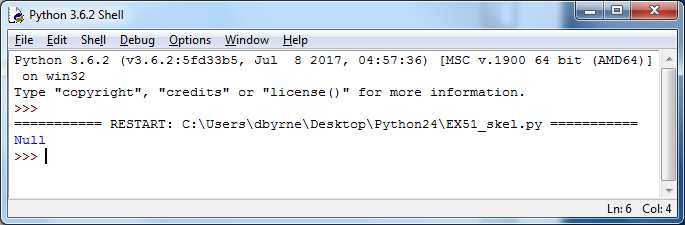 Python 3.6.2 Shell
File Edit Shell Debug Options Window Help
Python 3.6.2 (v3.6.2:5fd33b5, Jul  8 2017, 04:57:36) [MSC v.1900 64 bit (AMD64)]
 on win32
Type "copyright", "credits" or "license()" for more information.
>>>
=========== RESTART: C:\Users\dbyrne\Desktop\Python24\EX51_skel.py ===========
Null
>>>
Ln: 6 Col: 4